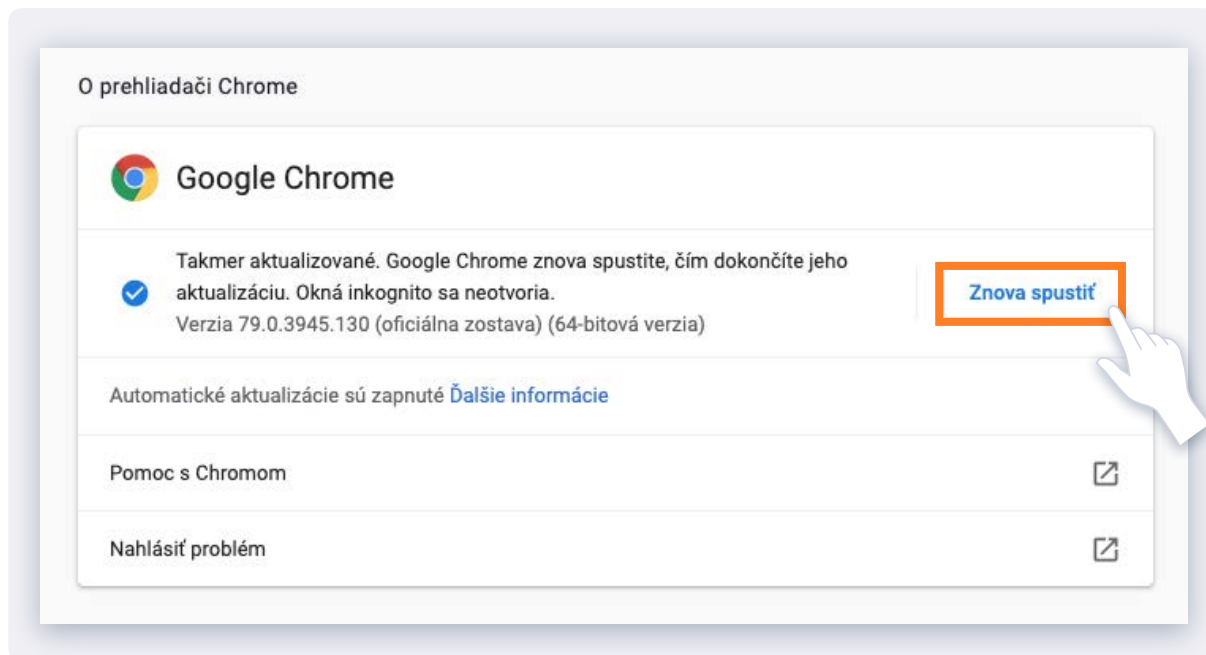 O prehliadači Chrome
Google Chrome
Takmer aktualizované. Google Chrome znova spustite, čím dokončíte jeho
aktualizáciu. Okná inkognito sa neotvoria.
Verzia 79.0.3945.130 (oficiálna zostava) (64-bitová verzia)
Znova spustiť
Automatické aktualizácie sú zapnuté Ďalšie informácie
Pomoc s Chromom
Nahlásiť problém